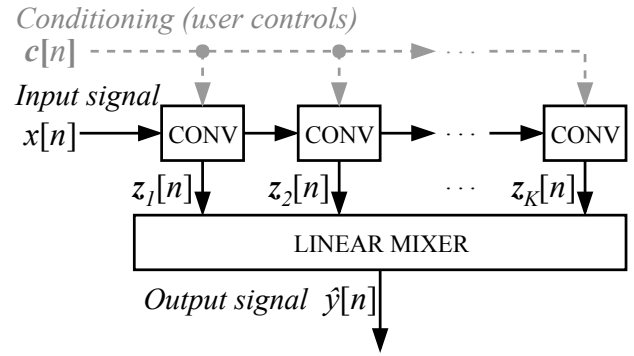 Conditioning (user controls)
c[n]
· · ·
Input signal
x[n]
CONV
CONV
· · ·
CONV
z1[n]
z2[n]
· · ·
zK[n]
LINEAR MIXER
Output signal ŷ[n]